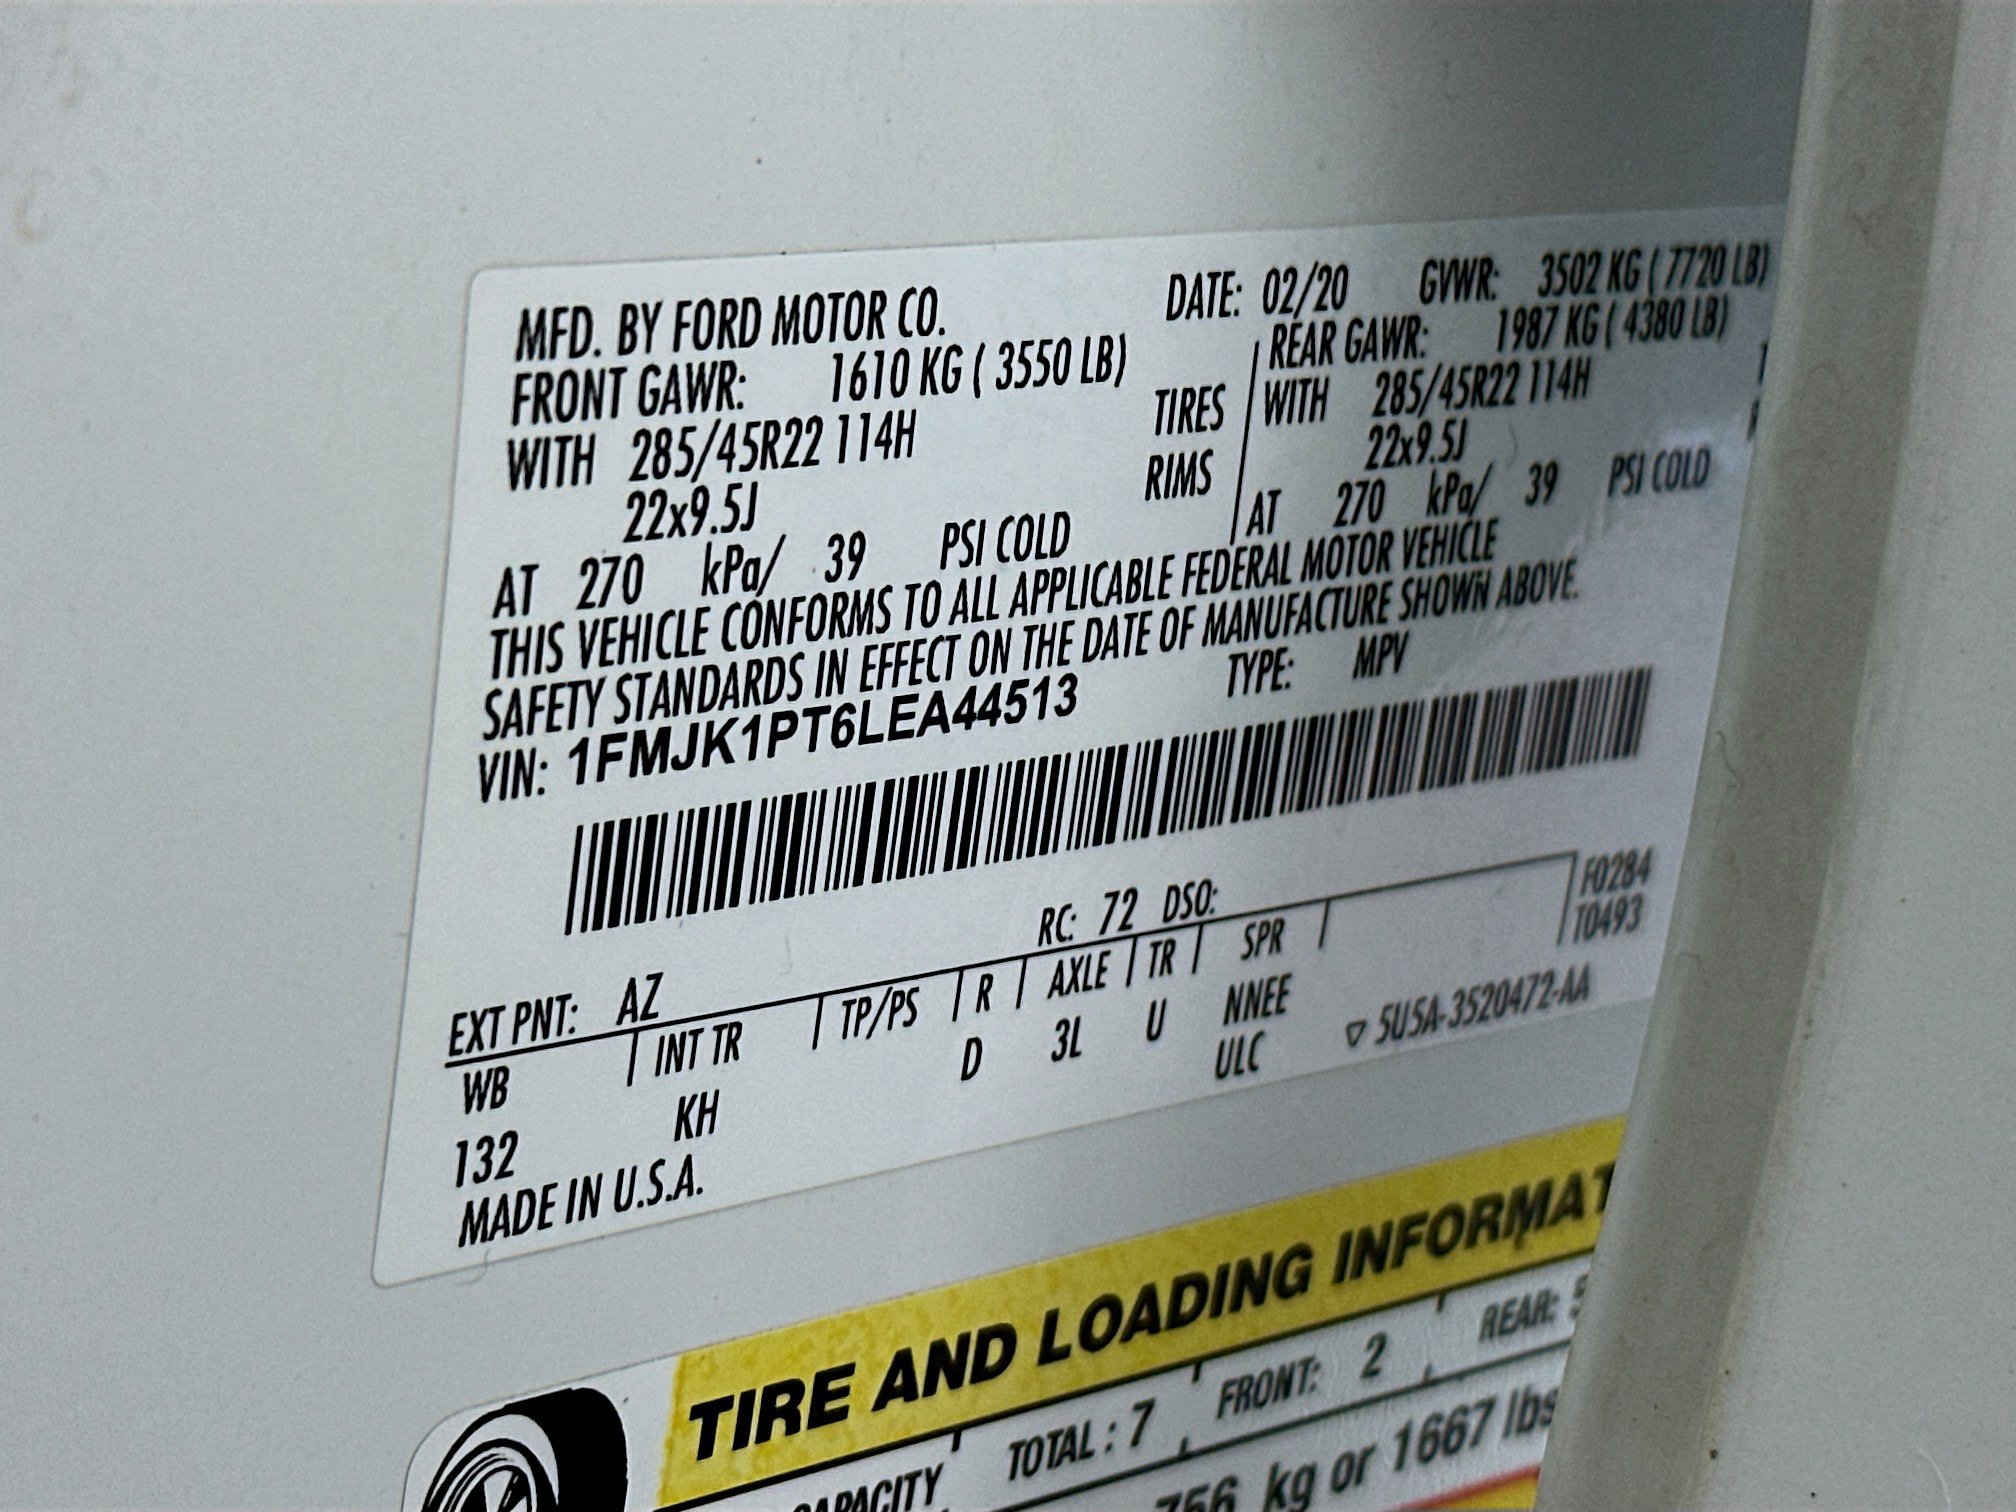 MFD. BY FORD MOTOR CO. DATE: 02/20 GVWR: 3502 KG ( 7720 LB)
FRONT GAWR: 1610 KG ( 3550 LB) REAR GAWR: 1987 KG ( 4380 LB)
WITH 285/45R22 114H TIRES WITH 285/45R22 114H
22x9.5J RIMS 22x9.5J
AT 270 kPa/ 39 PSI COLD AT 270 kPa/ 39 PSI COLD
THIS VEHICLE CONFORMS TO ALL APPLICABLE FEDERAL MOTOR VEHICLE
SAFETY STANDARDS IN EFFECT ON THE DATE OF MANUFACTURE SHOWN ABOVE.
VIN: 1FMJK1PT6LEA44513 TYPE: MPV
F0284
T0493
EXT PNT: AZ RC: 72 DSO:
WB INT TR TP/PS R AXLE TR SPR
132 KH D 3L U NNEE
ULC
▽ 5U5A-3520472-AA
MADE IN U.S.A.
TIRE AND LOADING
TOTAL : 7 FRONT: 2 REAR:
kg or 1667 lbs